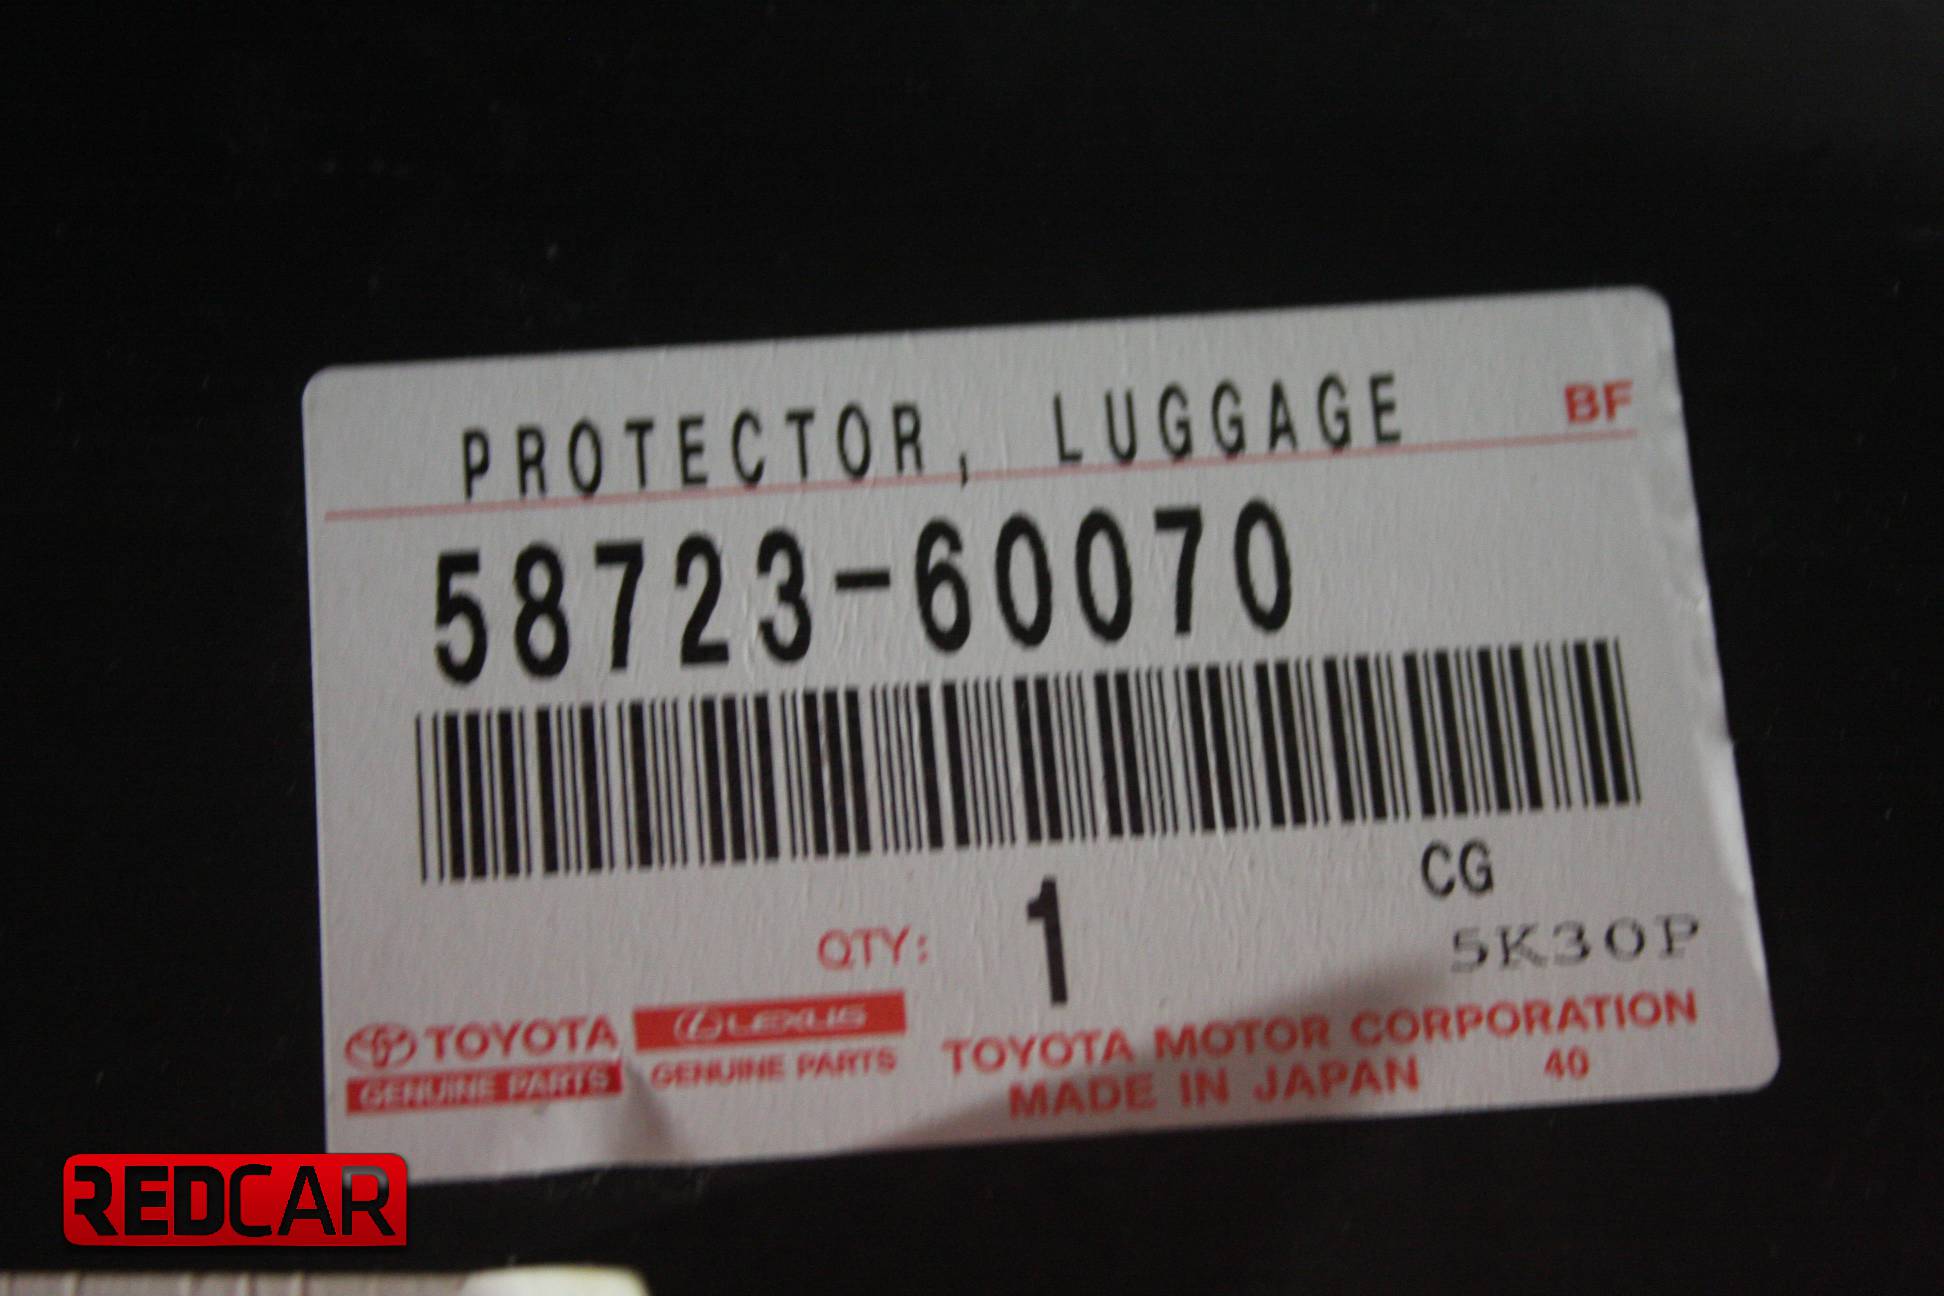 PROTECTOR, LUGGAGE BF
58723-60070
CG
QTY: 1
5K30P
TOYOTA
GENUINE PARTS
LEXUS
GENUINE PARTS
TOYOTA MOTOR CORPORATION
MADE IN JAPAN 40
REDCAR